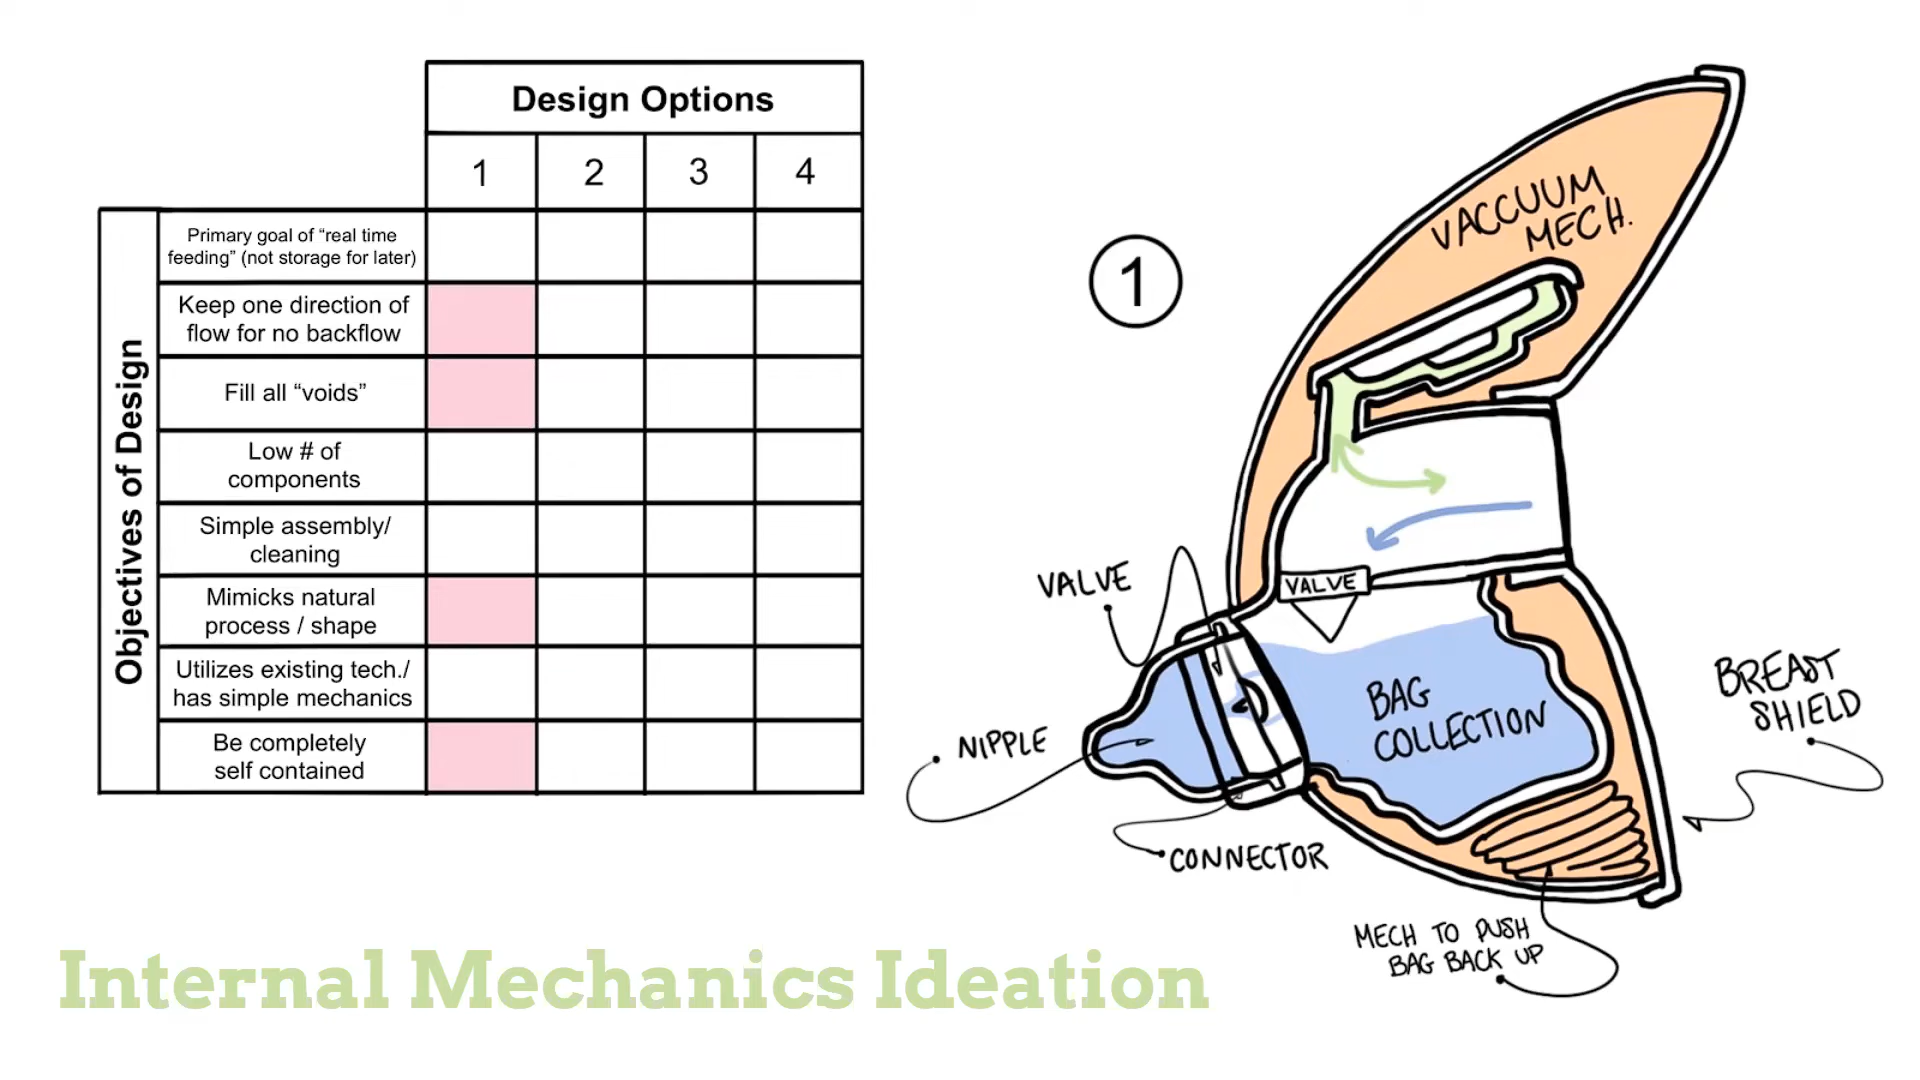 Design Options
1 2 3 4
Objectives of Design
Primary goal of “real time
feeding” (not storage for later)
Keep one direction of
flow for no backflow
Fill all “voids”
Low # of
components
Simple assembly/
cleaning
Mimicks natural
process / shape
Utilizes existing tech./
has simple mechanics
Be completely
self contained
1
VACCUUM
MECH.
VALVE
VALVE
BAG
COLLECTION
BREAST
SHIELD
NIPPLE
CONNECTOR
MECH TO PUSH
BAG BACK UP
Internal Mechanics Ideation